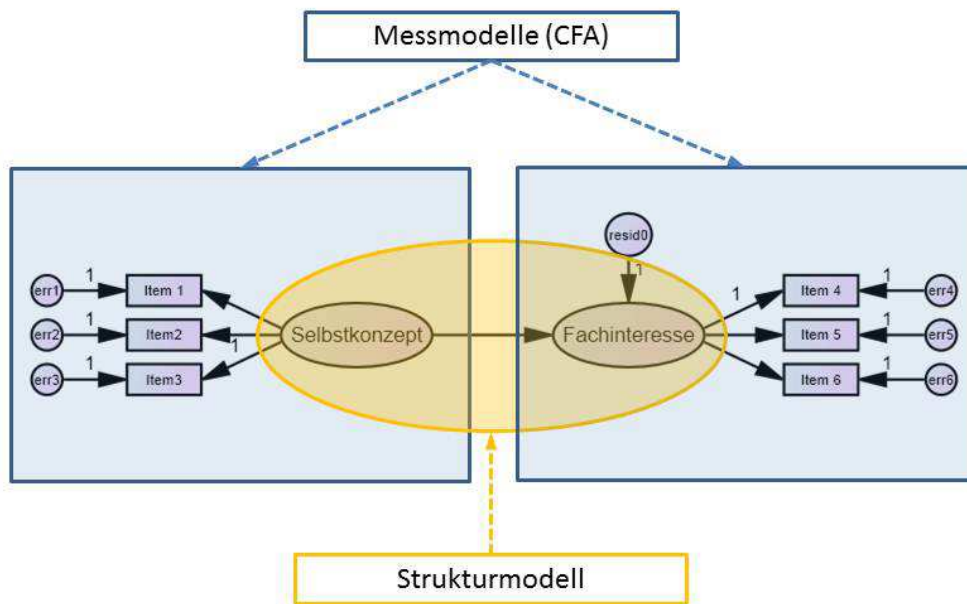 Messmodelle (CFA)
resid0
1
err1
1
Item 1
err2
1
Item2
err3
1
Item3
1
Selbstkonzept
Fachinteresse
1
Item 4
1
err4
Item 5
1
err5
Item 6
1
err6
Strukturmodell